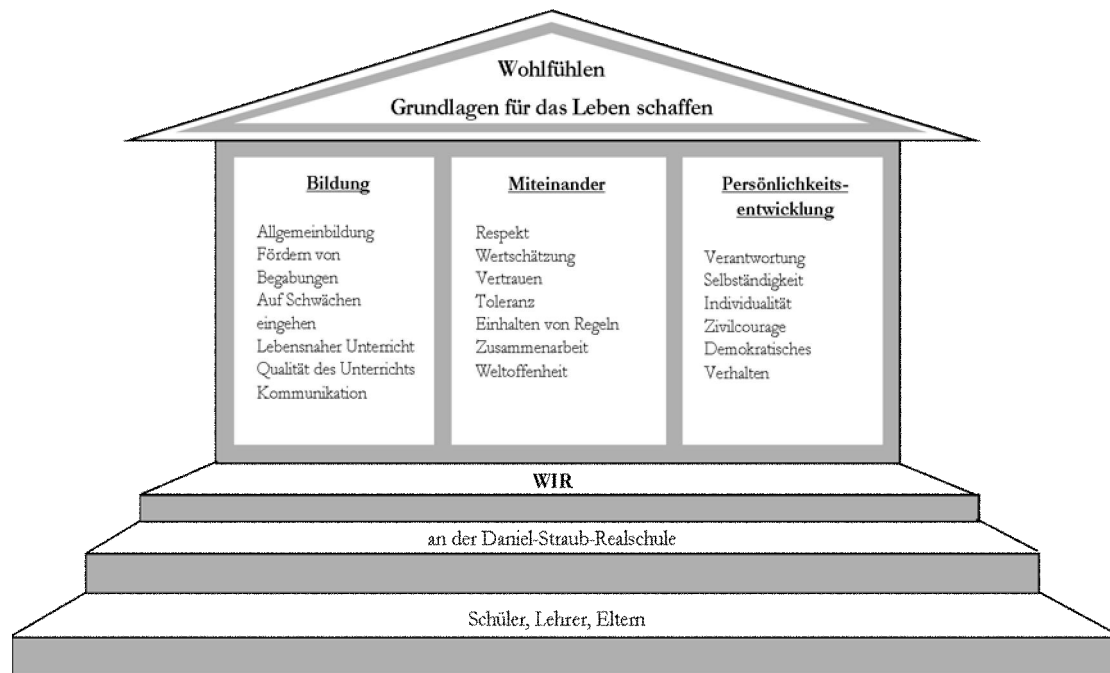 Wohlfühlen
Grundlagen für das Leben schaffen
Bildung
Allgemeinbildung
Fördern von
Begabungen
Auf Schwächen
eingehen
Lebensnaher Unterricht
Qualität des Unterrichts
Kommunikation
Miteinander
Respekt
Wertschätzung
Vertrauen
Toleranz
Einhalten von Regeln
Zusammenarbeit
Weltoffenheit
Persönlichkeits-
entwicklung
Verantwortung
Selbständigkeit
Individualität
Zivilcourage
Demokratisches
Verhalten
WIR
an der Daniel-Straub-Realschule
Schüler, Lehrer, Eltern